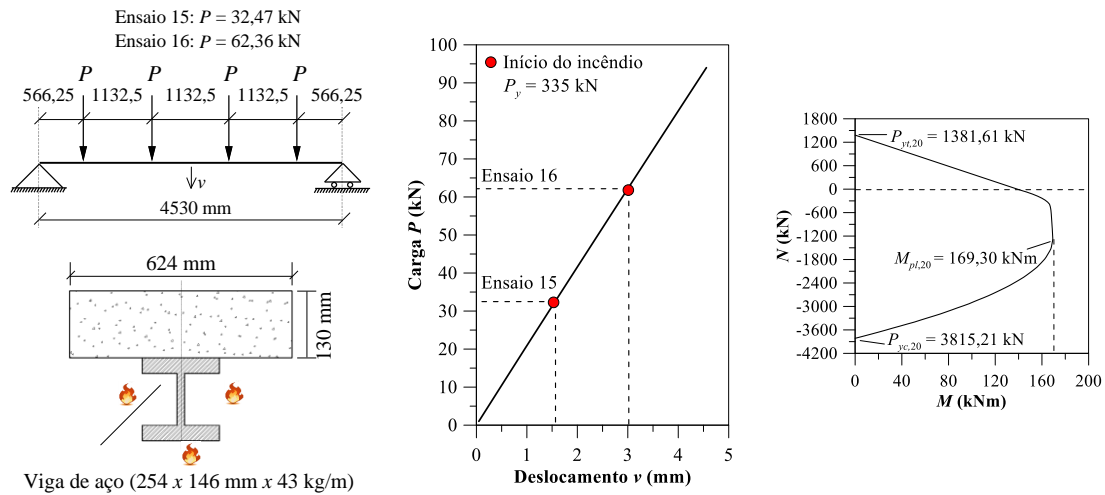 Ensaio 15: P = 32,47 kN
Ensaio 16: P = 62,36 kN
P P P P
566,25 1132,5 1132,5 1132,5 566,25
v
4530 mm
624 mm
130 mm
Viga de aço (254 x 146 mm x 43 kg/m)
100
90
80
70
60
50
40
30
20
10
0
Carga P (kN)
Início do incêndio
Py = 335 kN
Ensaio 16
Ensaio 15
0 1 2 3 4 5
Deslocamento v (mm)
1800
1200
600
0
-600
-1200
-1800
-2400
-3000
-3600
-4200
N (kN)
Pyt,20 = 1381,61 kN
Mpl,20 = 169,30 kNm
Pyc,20 = 3815,21 kN
0 40 80 120 160 200
M (kNm)